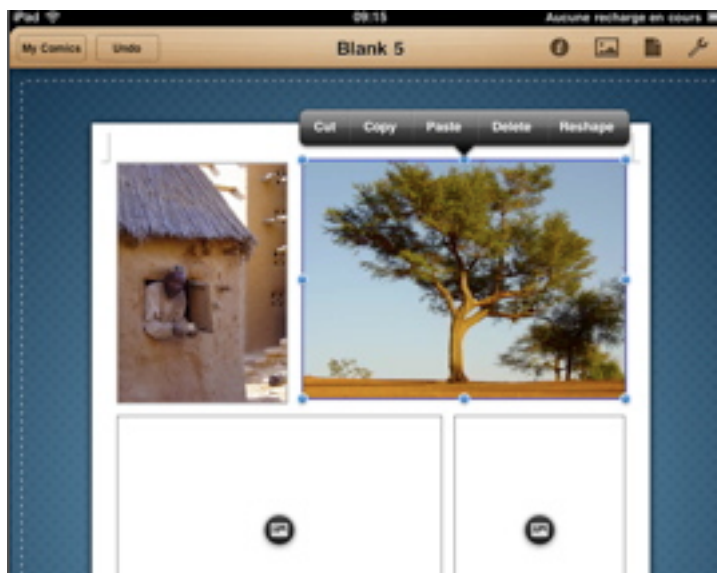 iPad 09:15 Aucune recharge en cours
My Comics Undo Blank 5
Cut Copy Paste Delete Reshape